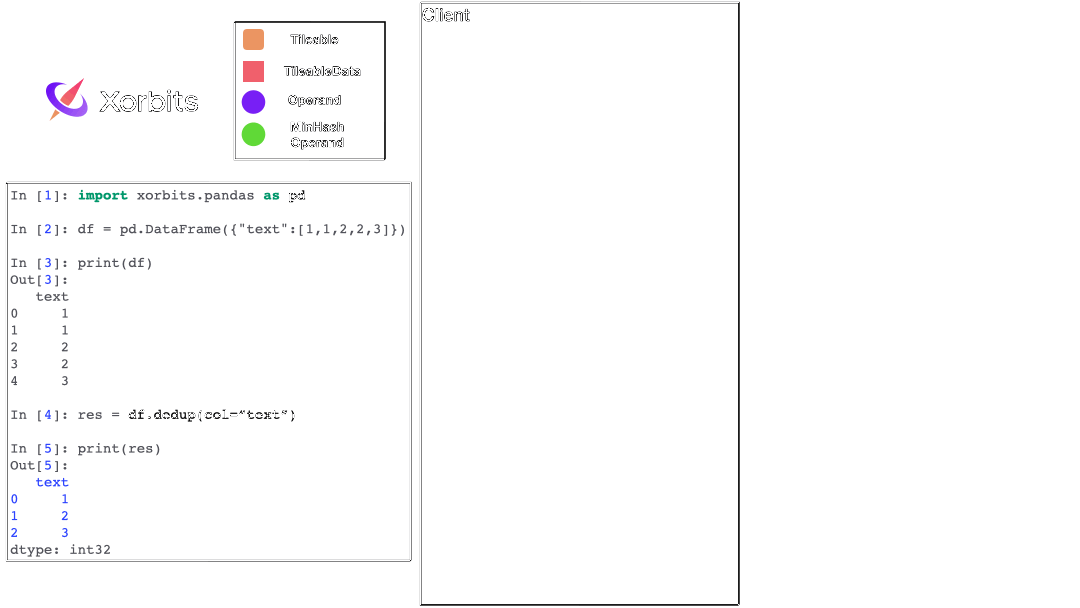 Xorbits
Tileable
TileableData
Operand
MinHash
Operand
In [1]: import xorbits.pandas as pd
In [2]: df = pd.DataFrame({"text":[1,1,2,2,3]})
In [3]: print(df)
Out[3]:
text
0 1
1 1
2 2
3 2
4 3
In [4]: res = df.dedup(col="text")
In [5]: print(res)
Out[5]:
text
0 1
1 2
2 3
dtype: int32
Client